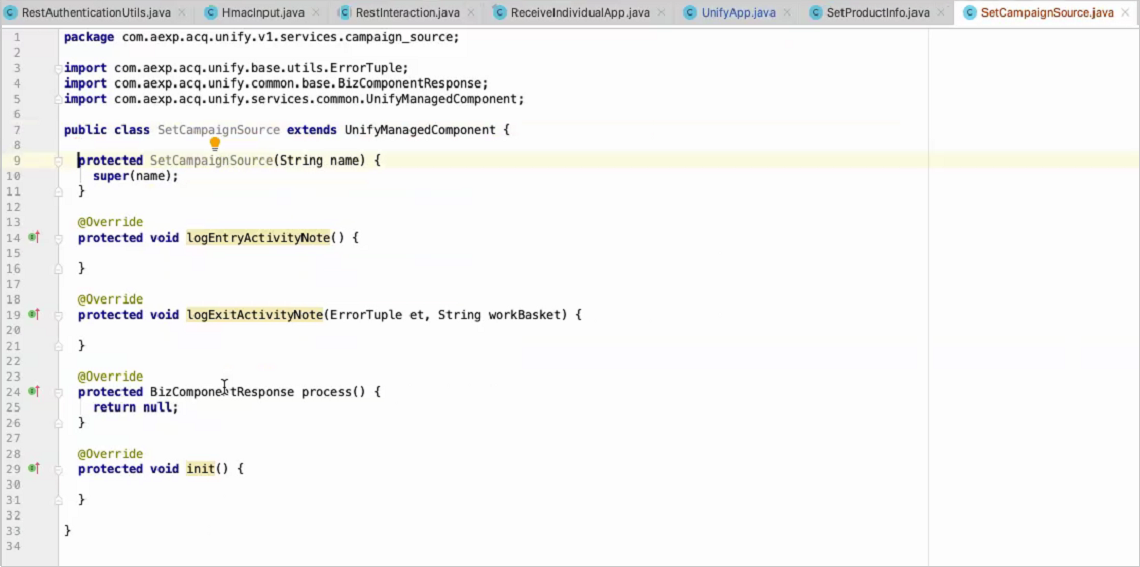 RestAuthenticationUtils.java HmacInput.java RestInteraction.java ReceiveIndividualApp.java UnifyApp.java SetProductInfo.java SetCampaignSource.java
1 package com.aexp.acq.unify.v1.services.campaign_source;
2
3 import com.aexp.acq.unify.base.utils.ErrorTuple;
4 import com.aexp.acq.unify.common.base.BizComponentResponse;
5 import com.aexp.acq.unify.services.common.UnifyManagedComponent;
6
7 public class SetCampaignSource extends UnifyManagedComponent {
8
9 protected SetCampaignSource(String name) {
10 super(name);
11 }
12
13 @Override
14 protected void logEntryActivityNote() {
15
16 }
17
18 @Override
19 protected void logExitActivityNote(ErrorTuple et, String workBasket) {
20
21 }
22
23 @Override
24 protected BizComponentResponse process() {
25 return null;
26 }
27
28 @Override
29 protected void init() {
30
31 }
32
33 }
34